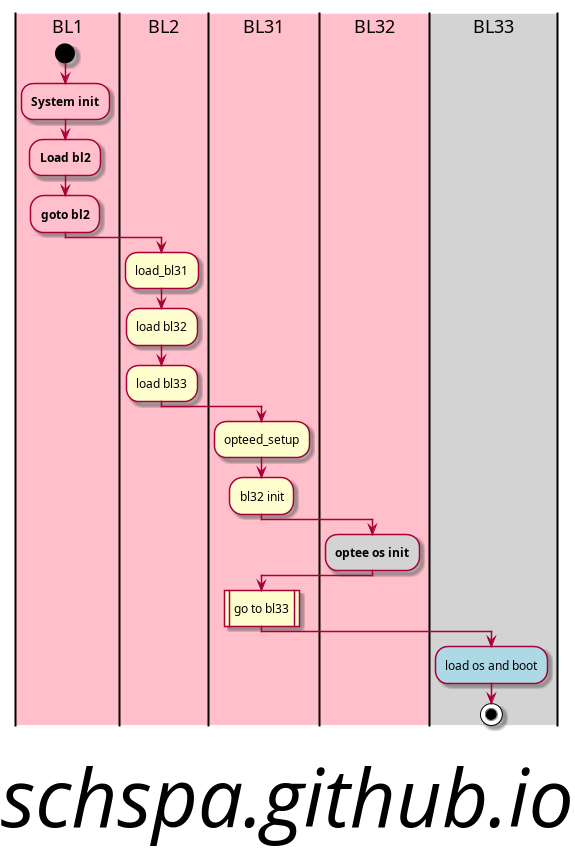 BL1 BL2 BL31 BL32 BL33
System init
Load bl2
goto bl2
load_bl31
load bl32
load bl33
opteed_setup
bl32 init
optee os init
go to bl33
load os and boot
schspa.github.io